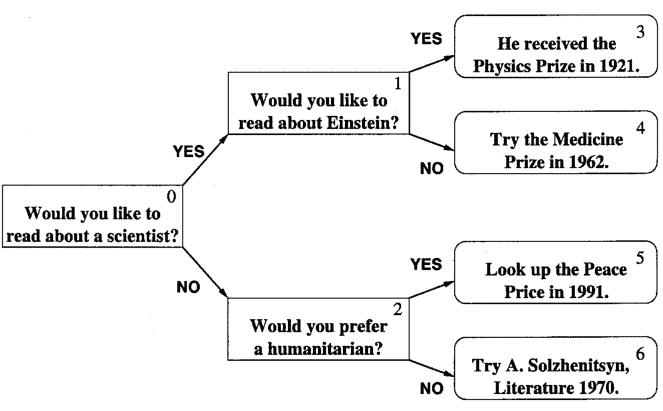 YES
3
He received the
Physics Prize in 1921.
1
Would you like to
read about Einstein?
4
Try the Medicine
Prize in 1962.
NO
YES
0
Would you like to
read about a scientist?
NO
YES
5
Look up the Peace
Price in 1991.
2
Would you prefer
a humanitarian?
6
Try A. Solzhenitsyn,
Literature 1970.
NO